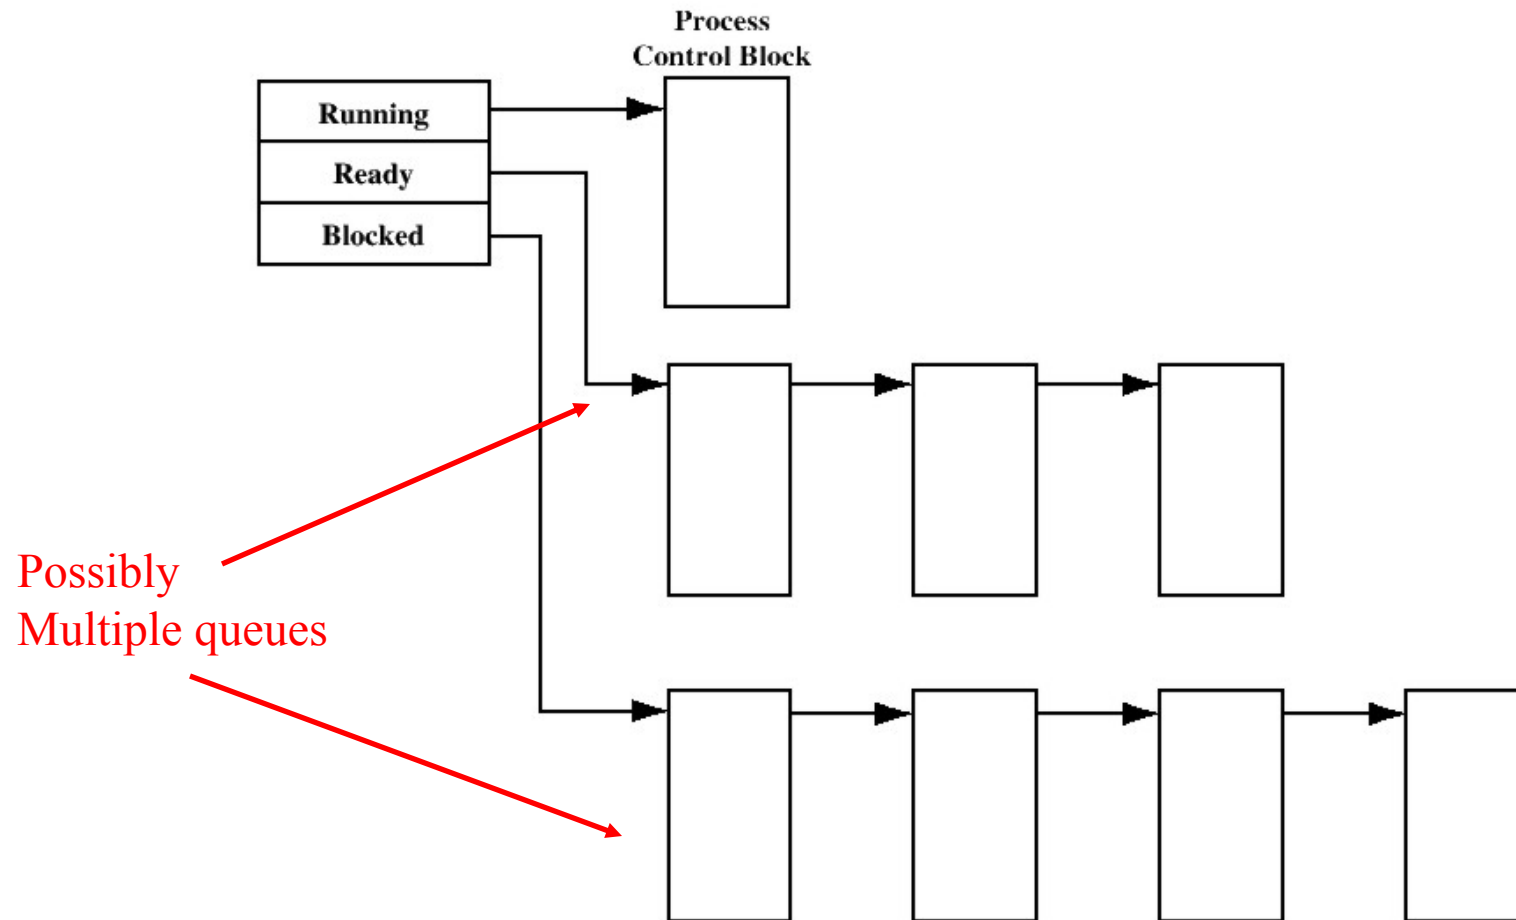 Process
Control Block
Running
Ready
Blocked
Possibly
Multiple queues